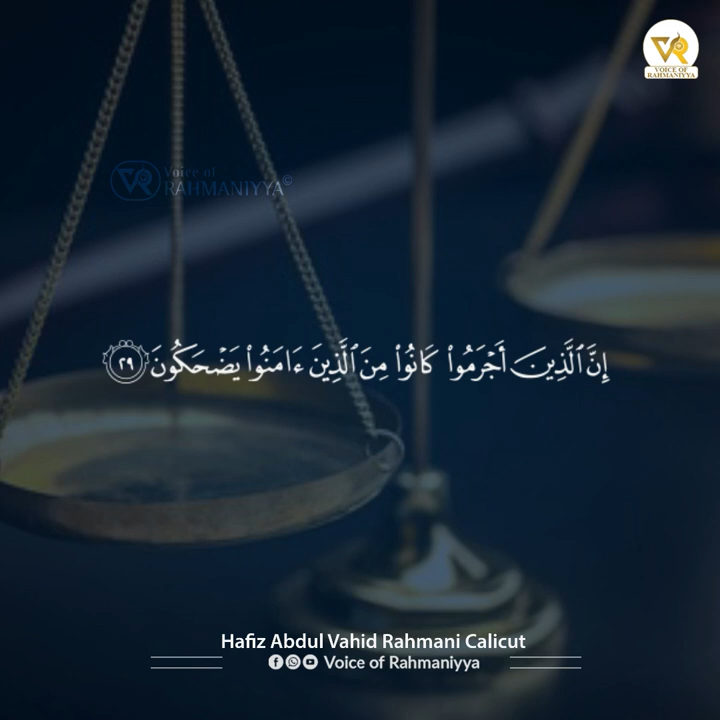 VR
VOICE OF
RAHMANIYYA
Voice of
RAHMANIYYA©
إِنَّ ٱلَّذِينَ أَجْرَمُوا۟ كَانُوا۟ مِنَ ٱلَّذِينَ ءَامَنُوا۟ يَضْحَكُونَ ٢٩
Hafiz Abdul Vahid Rahmani Calicut
Voice of Rahmaniyya